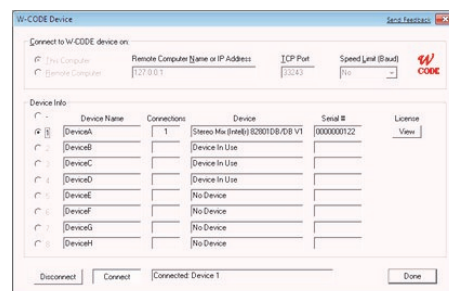 W-CODE Device
Send Feedback
Connect to W-CODE device on:
This Computer
Remote Computer
Remote Computer Name or IP Address
127.0.0.1
TCP Port
33243
Speed Limit (Baud)
No
W CODE
Device Info
Device Name Connections Device Serial # License
1 DeviceA 1 Stereo Mix (Intel(r) 82801DB/DB V1 0000000122 View
2 DeviceB Device In Use
3 DeviceC Device In Use
4 DeviceD Device In Use
5 DeviceE No Device
6 DeviceF No Device
7 DeviceG No Device
8 DeviceH No Device
Disconnect Connect Connected: Device 1 Done